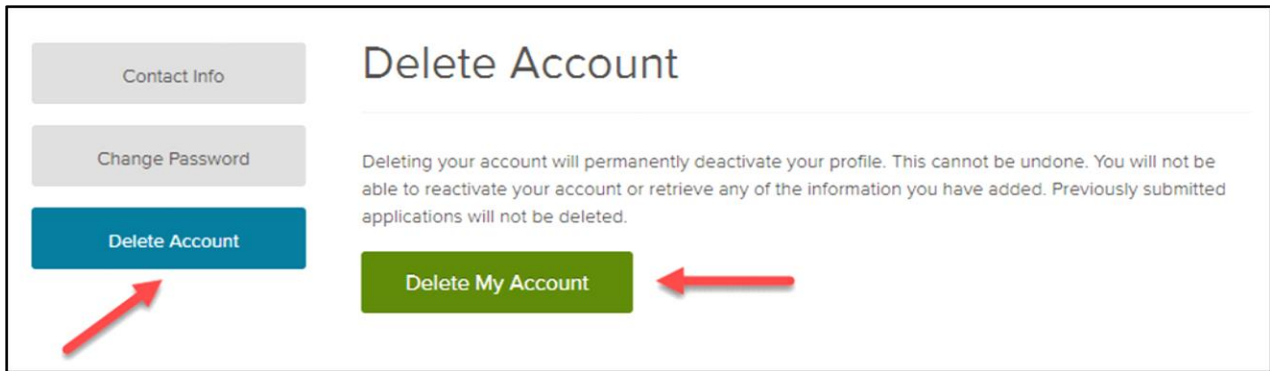 Contact Info
Change Password
Delete Account
Delete Account
Deleting your account will permanently deactivate your profile. This cannot be undone. You will not be
able to reactivate your account or retrieve any of the information you have added. Previously submitted
applications will not be deleted.
Delete My Account